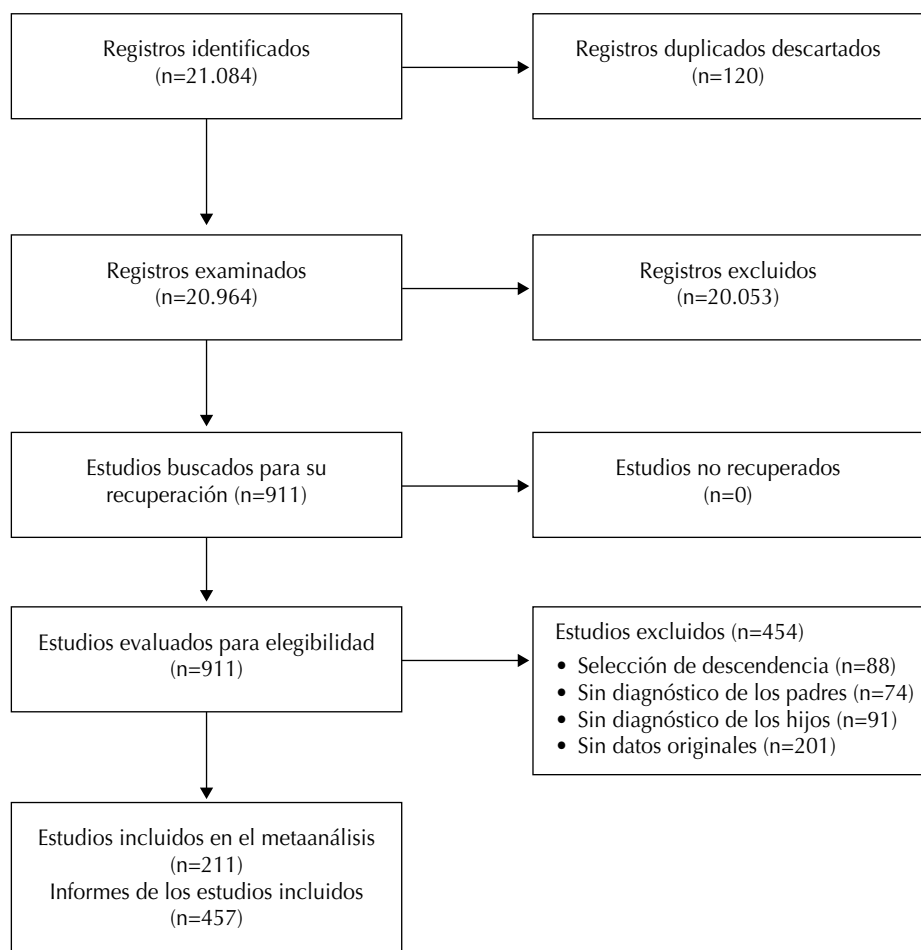 Registros identificados
(n=21.084)
Registros duplicados descartados
(n=120)
Registros examinados
(n=20.964)
Registros excluidos
(n=20.053)
Estudios buscados para su
recuperación (n=911)
Estudios no recuperados
(n=0)
Estudios evaluados para elegibilidad
(n=911)
Estudios excluidos (n=454)
• Selección de descendencia (n=88)
• Sin diagnóstico de los padres (n=74)
• Sin diagnóstico de los hijos (n=91)
• Sin datos originales (n=201)
Estudios incluidos en el metaanálisis
(n=211)
Informes de los estudios incluidos
(n=457)